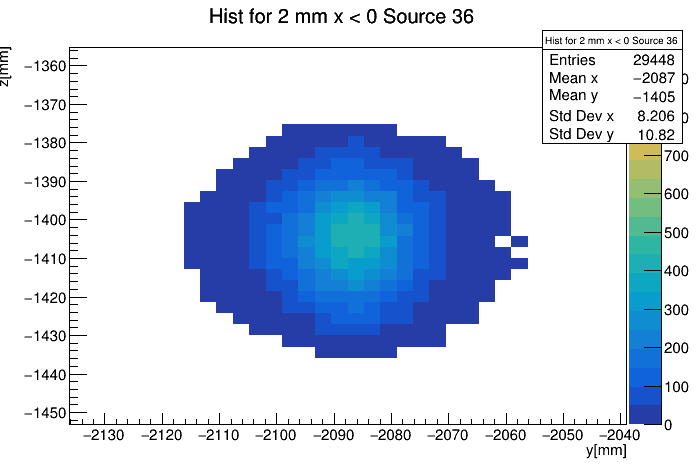 Hist for 2 mm x < 0 Source 36
Hist for 2 mm x < 0 Source 36
Entries 29448
Mean x −2087
Mean y −1405
Std Dev x 8.206
Std Dev y 10.82
z[mm]
−1360
−1370
−1380
−1390
−1400
−1410
−1420
−1430
−1440
−1450
700
600
500
400
300
200
100
0
−2130 −2120 −2110 −2100 −2090 −2080 −2070 −2060 −2050 −2040
y[mm]